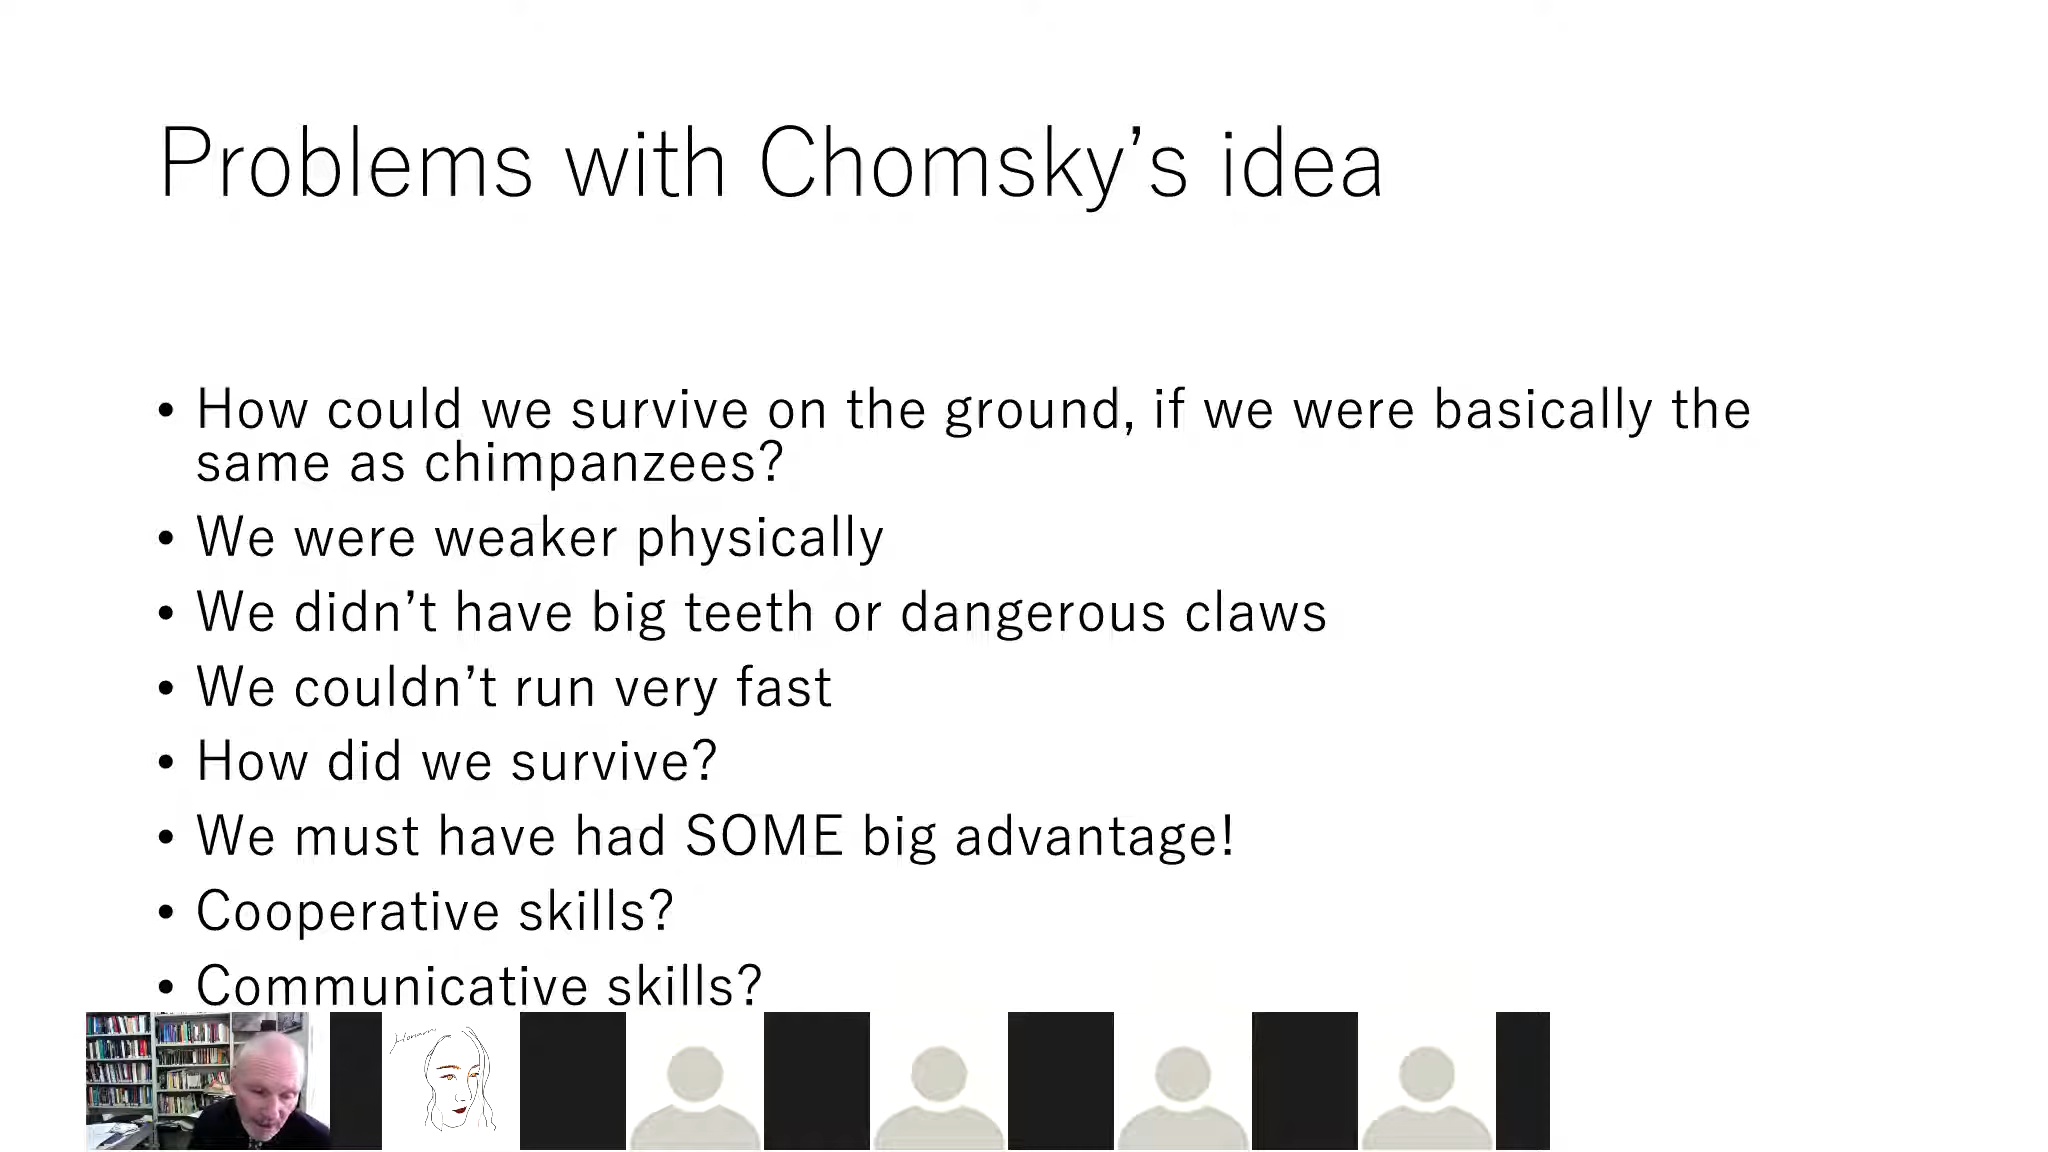 Problems with Chomsky’s idea
• How could we survive on the ground, if we were basically the
same as chimpanzees?
• We were weaker physically
• We didn’t have big teeth or dangerous claws
• We couldn’t run very fast
• How did we survive?
• We must have had SOME big advantage!
• Cooperative skills?
• Communicative skills?